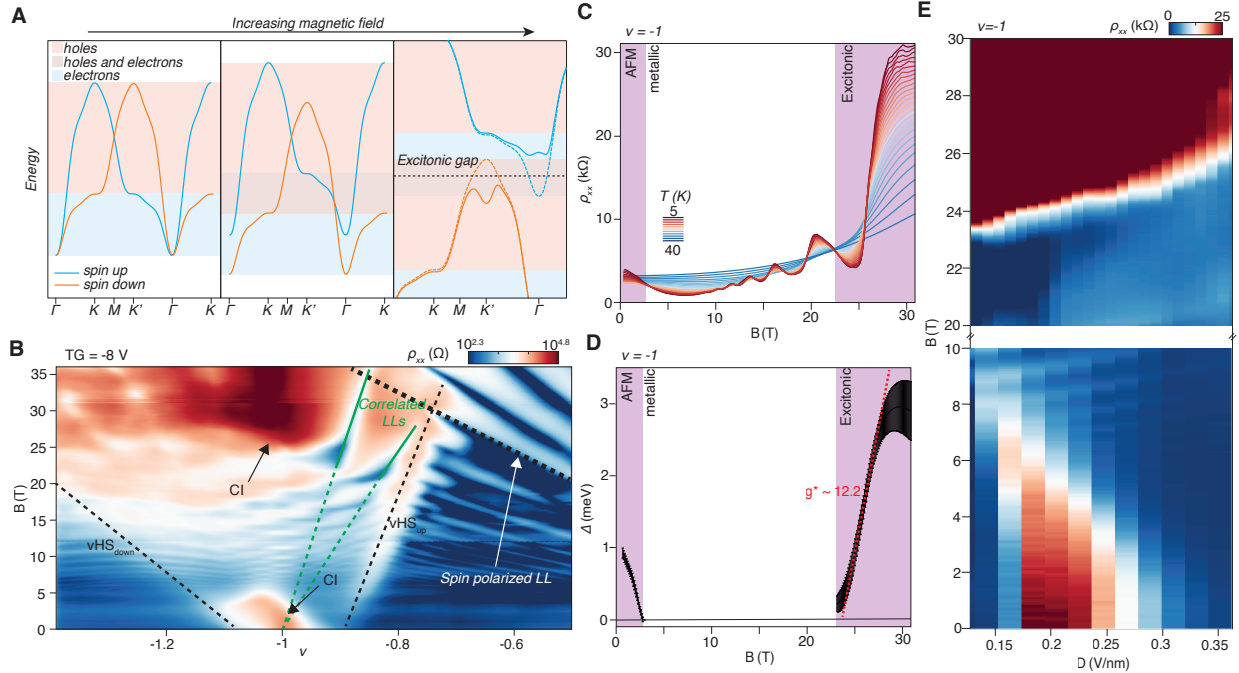 A
Increasing magnetic field
holes
holes and electrons
electrons
Excitonic gap
Energy
spin up
spin down
Γ K M K' Γ K
Γ K M K' Γ K
K M K' Γ
B
TG = -8 V
ρxx (Ω)
10^2.3
10^4.8
B (T)
35
30
25
20
15
10
5
0
Correlated
LLs
CI
vHSdown
vHSup
CI
Spin polarized LL
-1.2 -1 -0.8 -0.6
ν
C
ν = -1
AFM
metallic
Excitonic
ρxx (kΩ)
30
20
10
0
T (K)
5
40
0 10 20 30
B (T)
D
ν = -1
AFM
metallic
Excitonic
g* ~ 12.2
Δ (meV)
3
2
1
0
0 10 20 30
B (T)
E
ν=-1
ρxx (kΩ)
0
25
30
28
26
24
22
20
B (T)
10
8
6
4
2
0
0.15 0.2 0.25 0.3 0.35
D (V/nm)